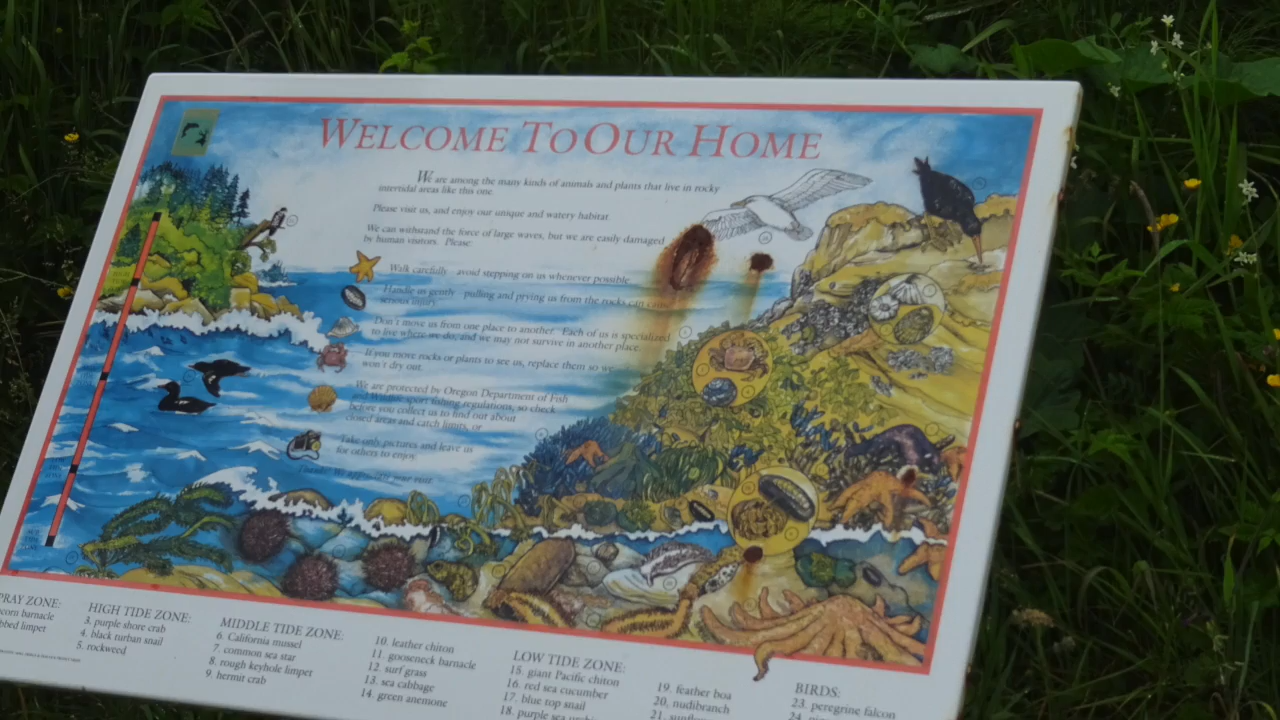 WELCOME TO OUR HOME
We are among the many kinds of animals and plants that live in rocky
intertidal areas like this one.
Please visit us, and enjoy our unique and watery habitat.
We can withstand the force of large waves, but we are easily damaged
by human visitors. Please:
Walk carefully avoid stepping on us whenever possible.
Handle us gently pulling and prying us from the rocks can cause
serious injury.
Don't move us from one place to another. Each of us is specialized
to live where we do, and we may not survive in another place.
If you move rocks or plants to see us, replace them so we
won't dry out.
We are protected by Oregon Department of Fish
and Wildlife sport fishing regulations, so check
before you collect us to find out about
closed areas and catch limits, or
Take only pictures and leave us
for others to enjoy.
Thanks! We appreciate your visit
PRAY ZONE:
corn barnacle
bbed limpet
HIGH TIDE ZONE:
3. purple shore crab
4. black turban snail
5. rockweed
MIDDLE TIDE ZONE:
6. California mussel
7. common sea star
8. rough keyhole limpet
9. hermit crab
10. leather chiton
11. gooseneck barnacle
12. surf grass
13. sea cabbage
14. green anemone
LOW TIDE ZONE:
15. giant Pacific chiton
16. red sea cucumber
17. blue top snail
18. purple sea
19. feather boa
20. nudibranch
21.
BIRDS:
23. peregrine falcon
24.